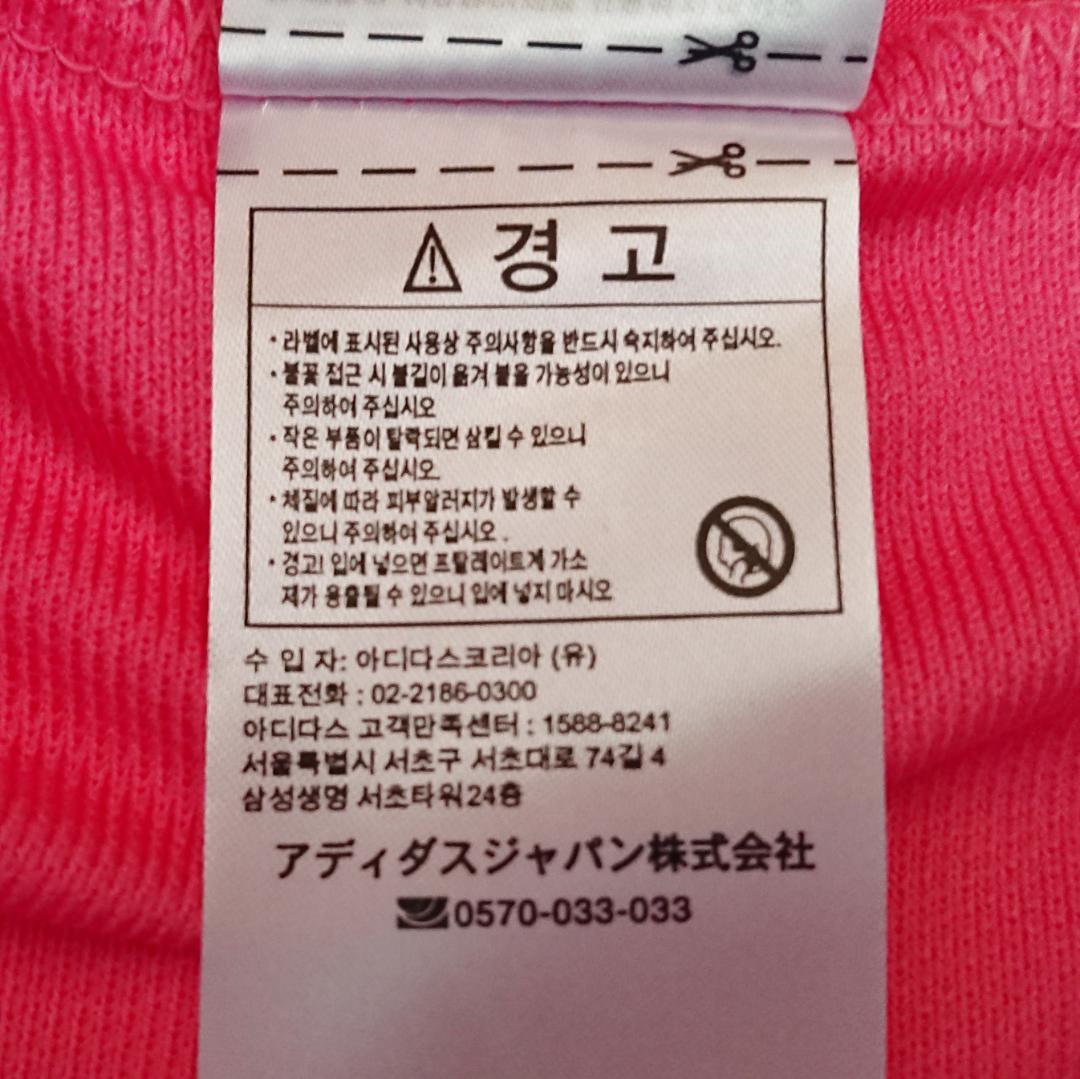 경 고
· 라벨에 표시된 사용상 주의사항을 반드시 숙지하여 주십시오.
· 불꽃 접근 시 불길이 옮겨 붙을 가능성이 있으니
주의하여 주십시오
· 작은 부품이 탈락되면 삼킬 수 있으니
주의하여 주십시오.
· 체질에 따라 피부알러지가 발생할 수
있으니 주의하여 주십시오 .
· 경고! 입에 넣으면 프탈레이트계 가소
제가 용출될 수 있으니 입에 넣지 마시오
수 입 자: 아디다스코리아 (유)
대표전화 : 02-2186-0300
아디다스 고객만족센터 : 1588-8241
서울특별시 서초구 서초대로 74길 4
삼성생명 서초타워24층
アディダスジャパン株式会社
0570-033-033